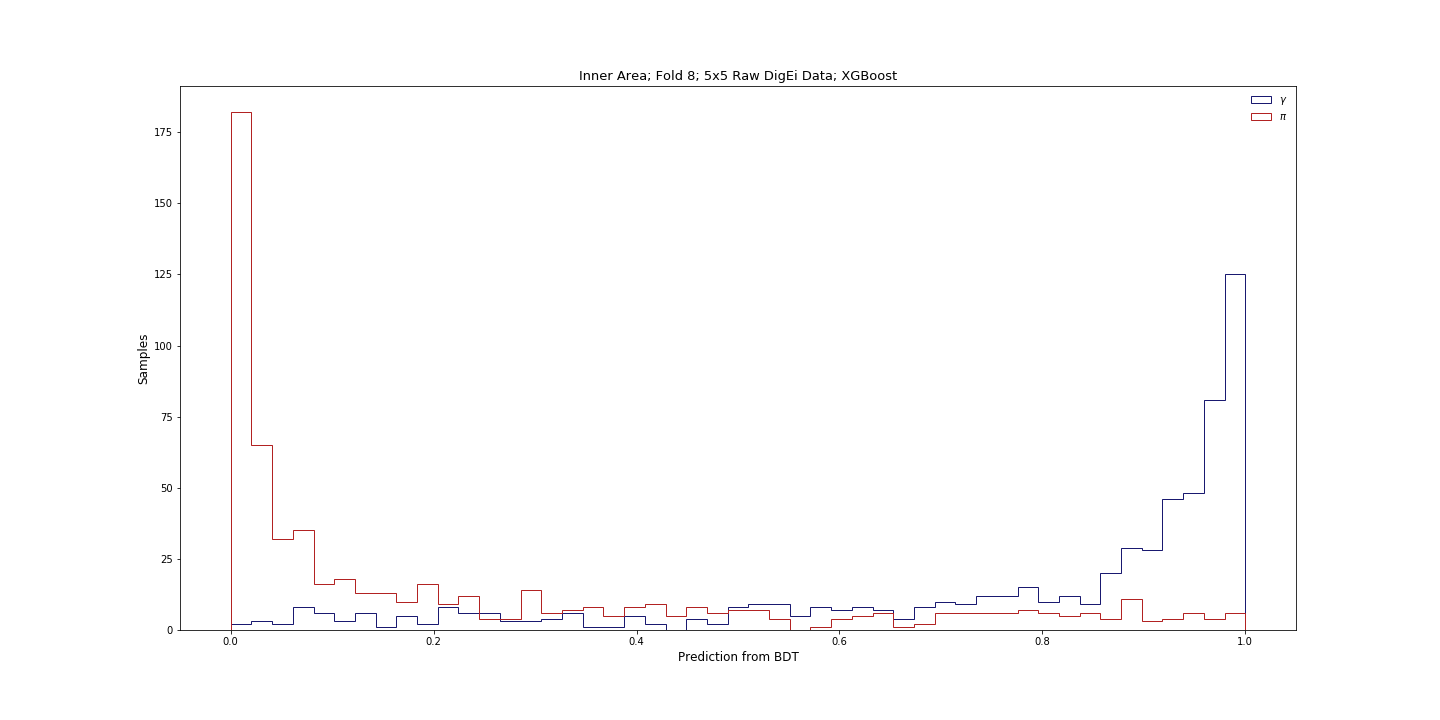 Inner Area; Fold 8; 5x5 Raw DigEi Data; XGBoost
γ
π
175
150
125
100
75
50
25
0
Samples
0.0 0.2 0.4 0.6 0.8 1.0
Prediction from BDT